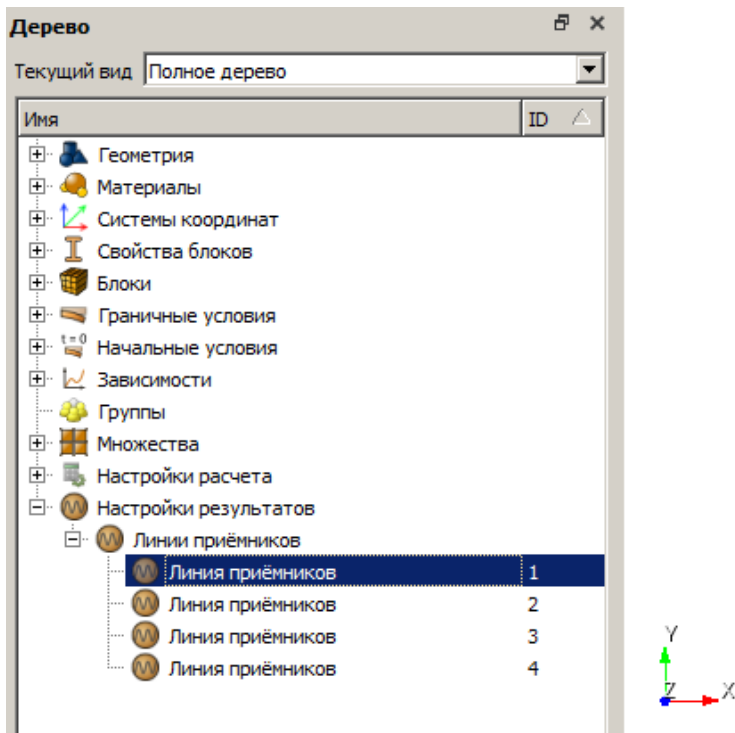 Дерево
Текущий вид Полное дерево
Имя ID
Геометрия
Материалы
Системы координат
Свойства блоков
Блоки
Граничные условия
t = 0 Начальные условия
Зависимости
Группы
Множества
Настройки расчета
Настройки результатов
Линии приёмников
Линия приёмников 1
Линия приёмников 2
Линия приёмников 3
Линия приёмников 4
Y
Z X